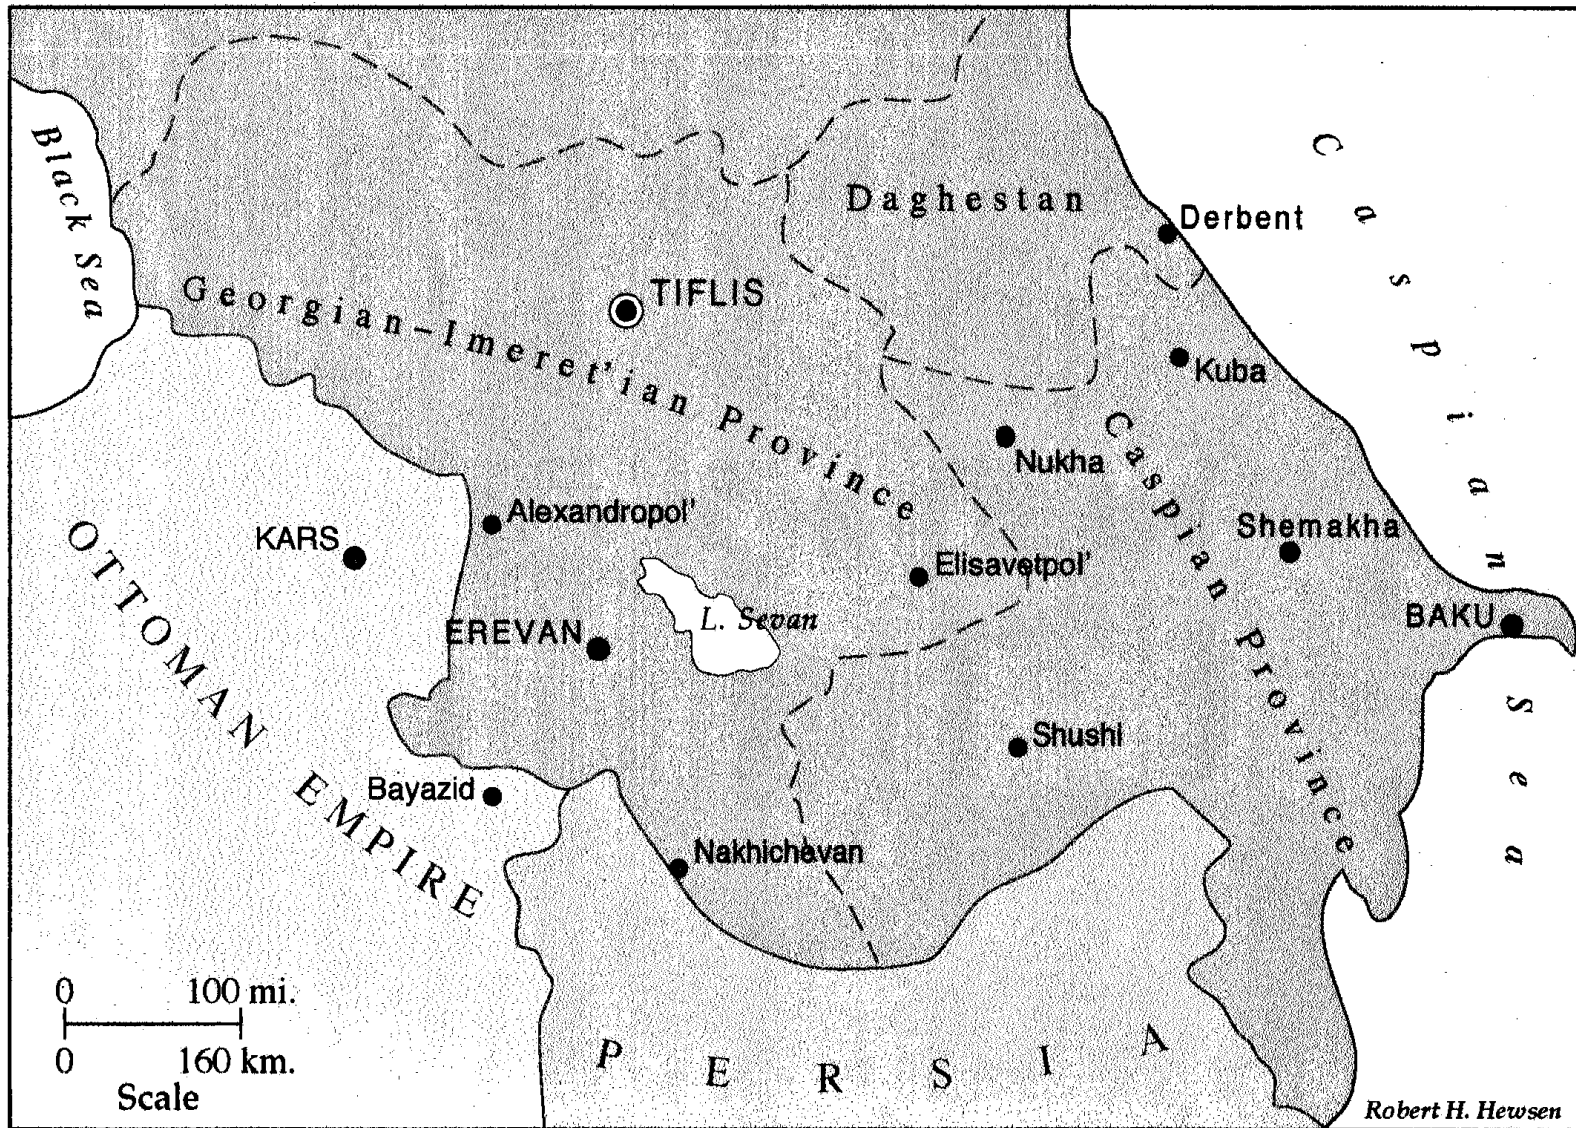 Black Sea
Caspian Sea
Daghestan
Derbent
TIFLIS
Georgian-Imeret'ian Province
Kuba
Nukha
Caspian Province
Alexandropol'
KARS
Shemakha
Elisavetpol'
OTTOMAN EMPIRE
L. Sevan
EREVAN
BAKU
Shushi
Bayazid
Nakhichevan
PERSIA
0 100 mi.
0 160 km.
Scale
Robert H. Hewsen